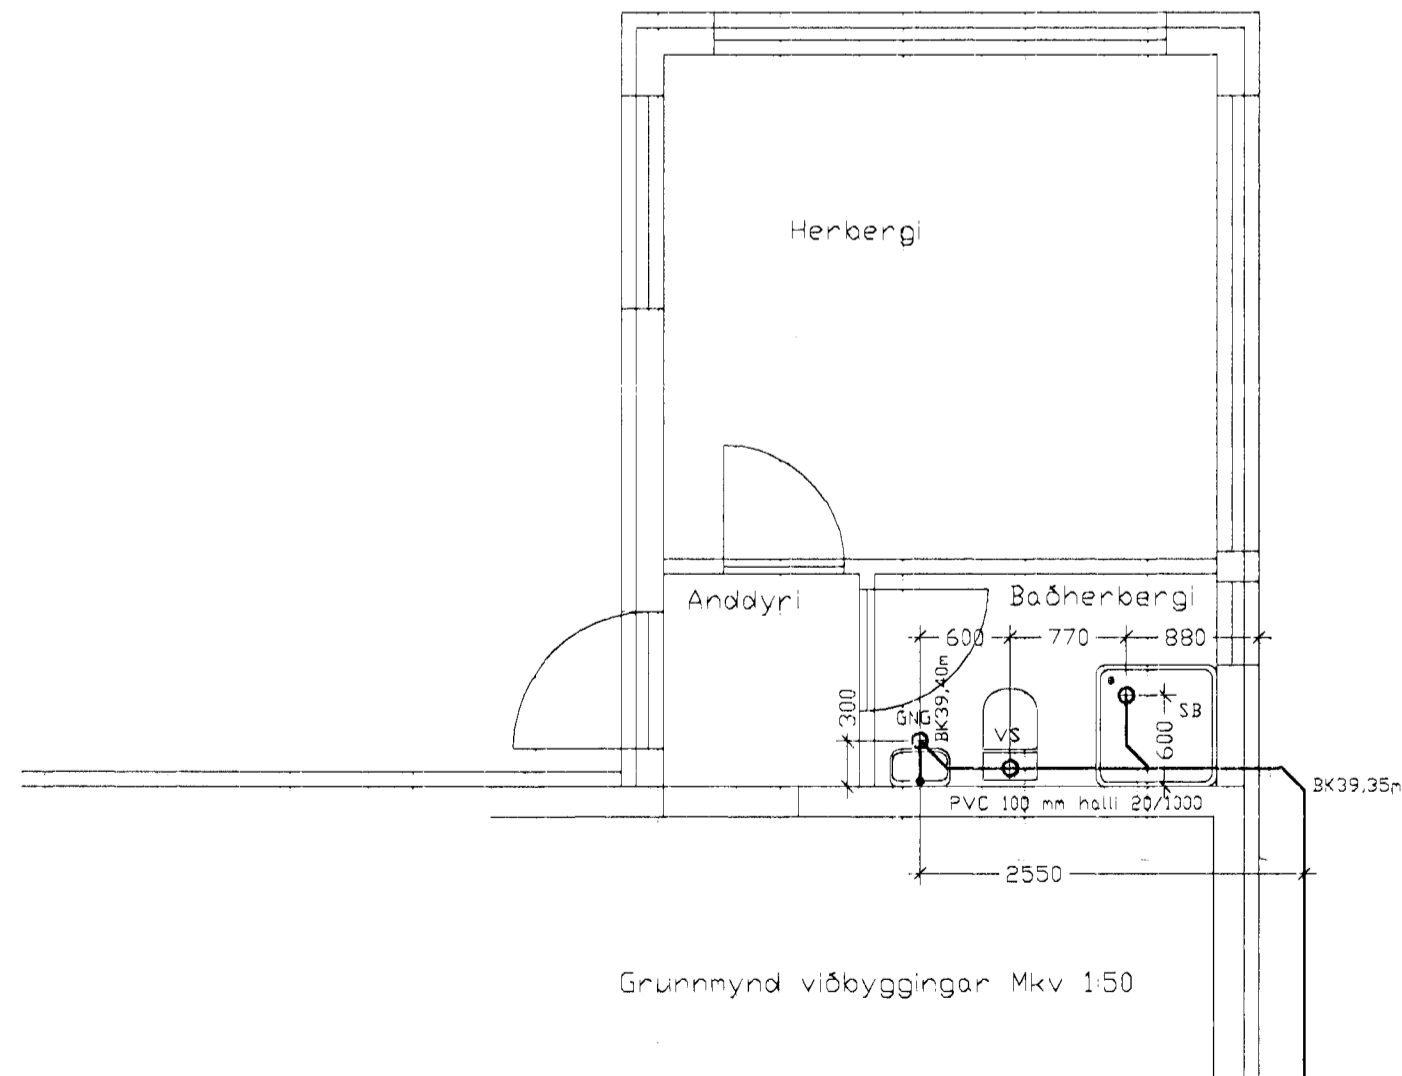 Herbergi
Anddyri
Baðherbergi
600 770 880
BK39,40m
300
GNG
VS
SB
600
BK39,35m
PVC 100 mm halli 20/1000
2550
Grunnmynd viðbyggingar Mkv 1:50